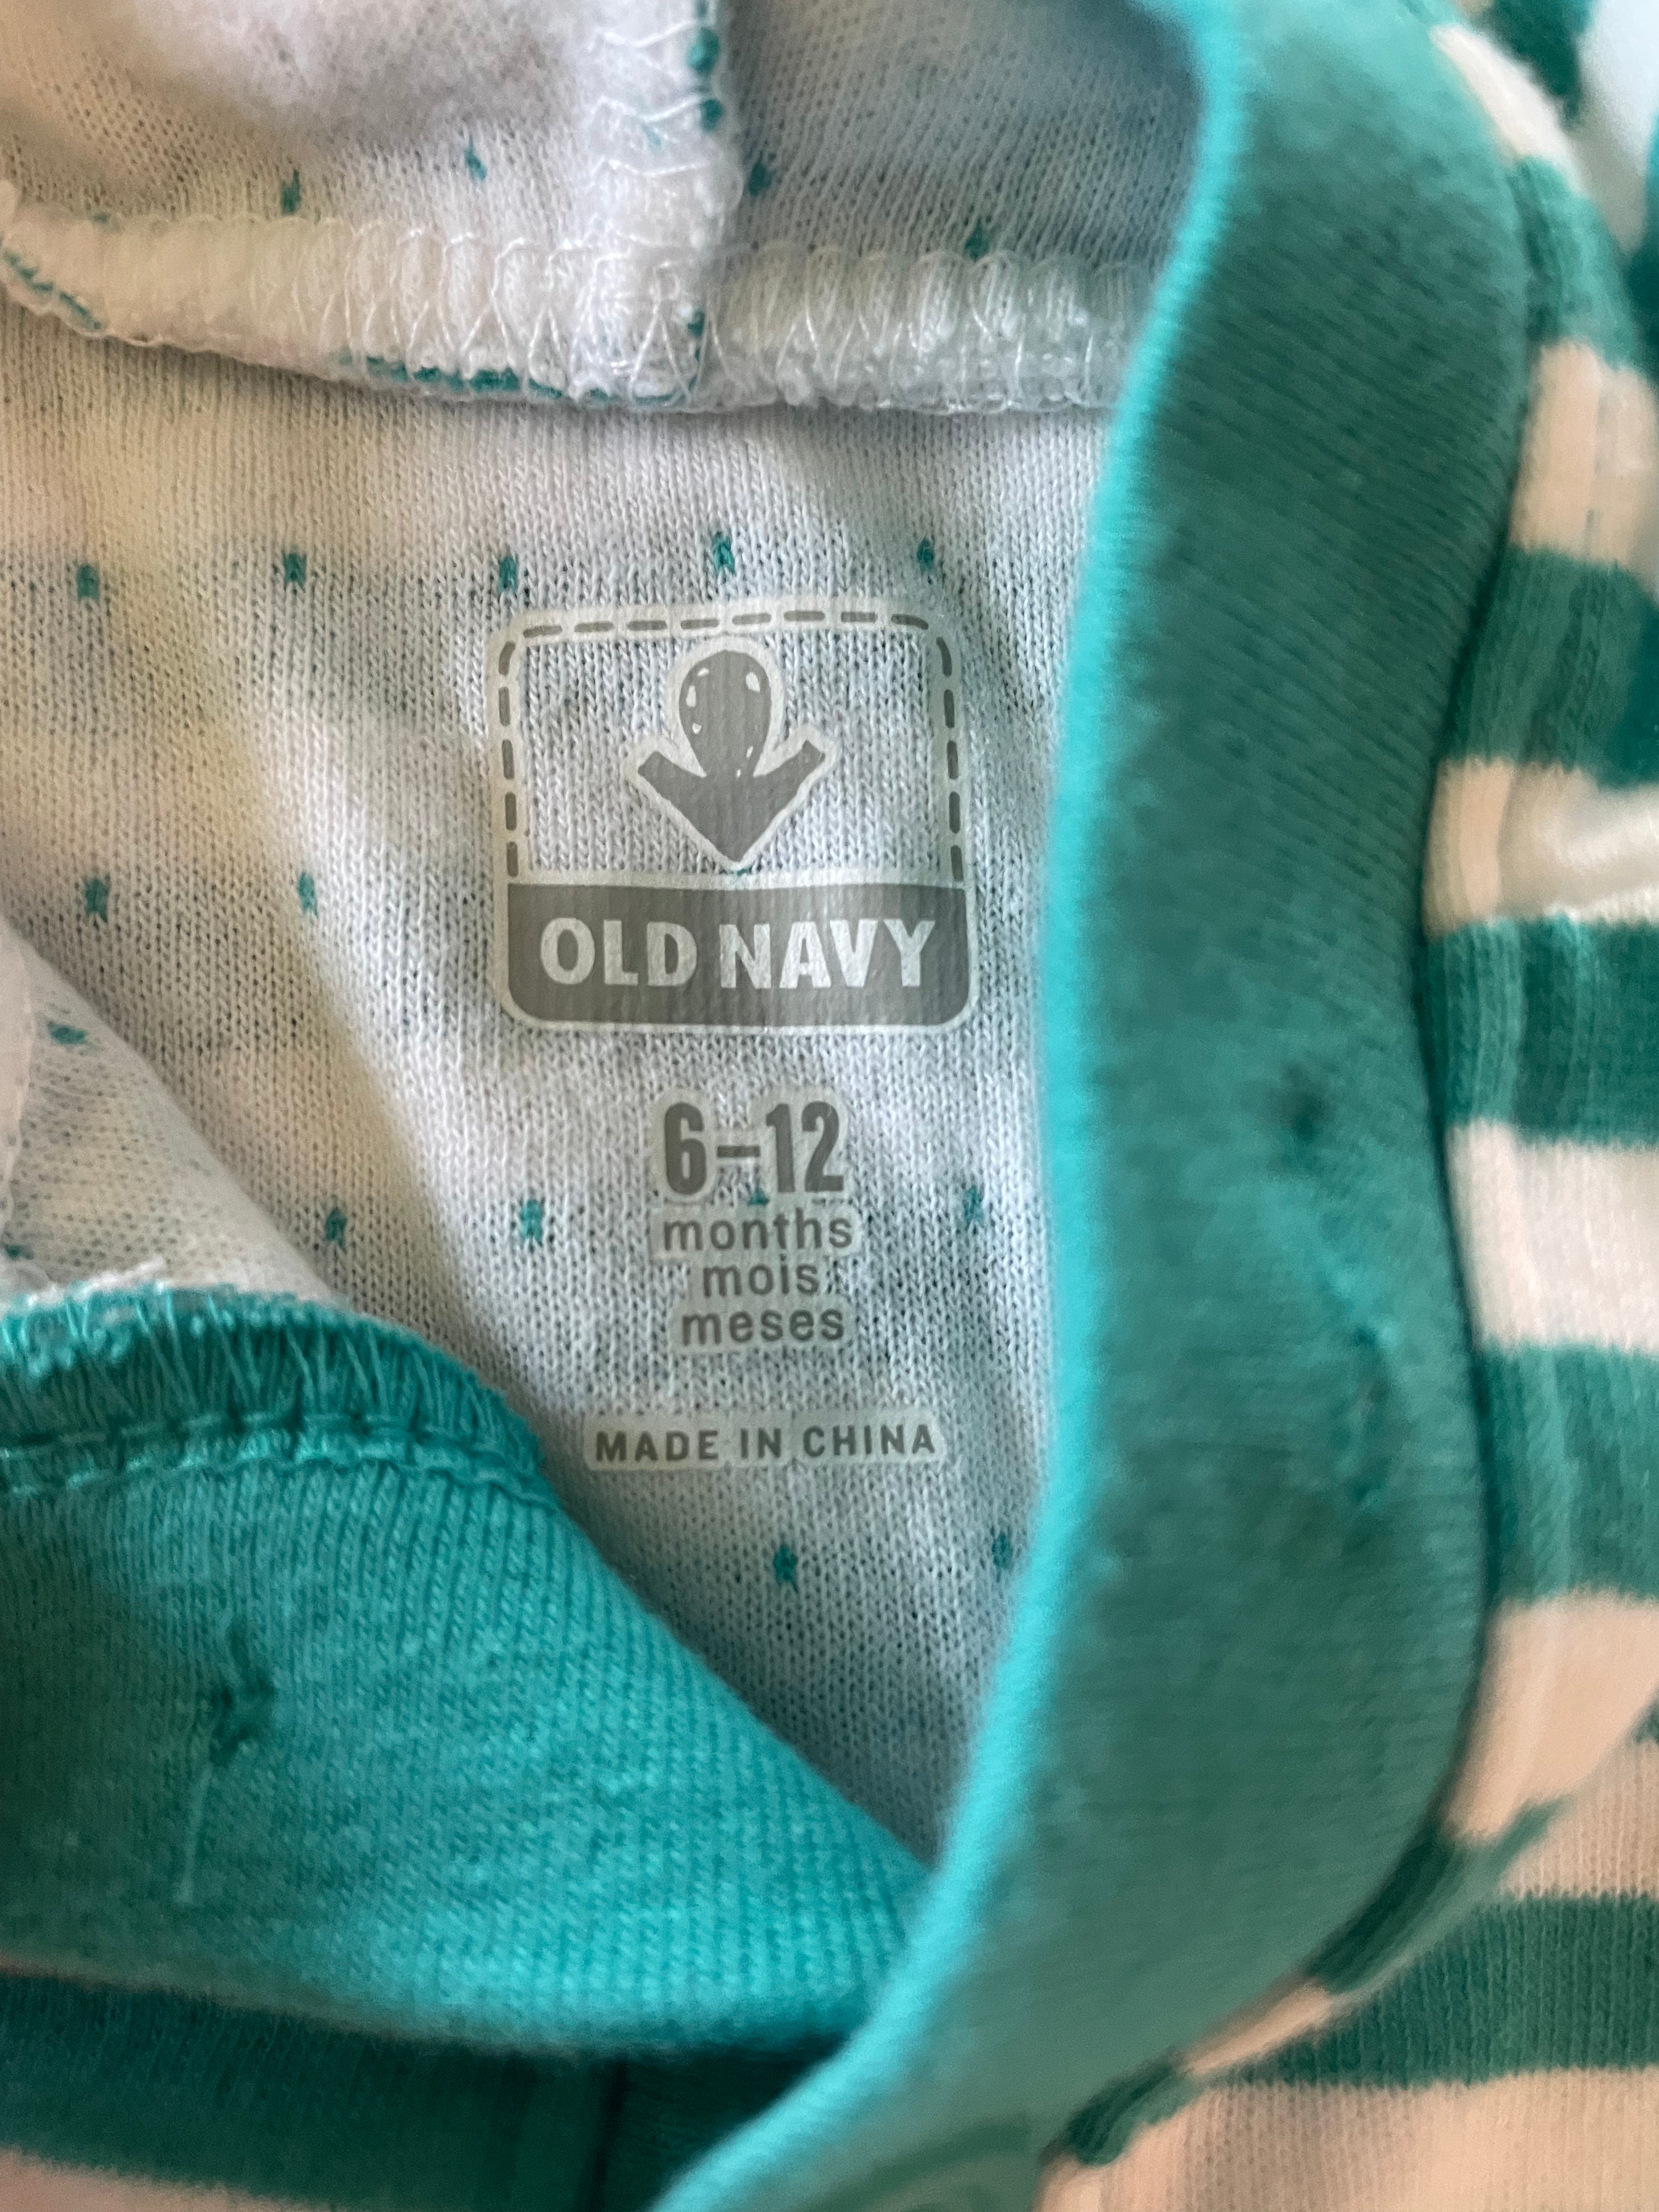 OLD NAVY
6–12
months
mois
meses
MADE IN CHINA